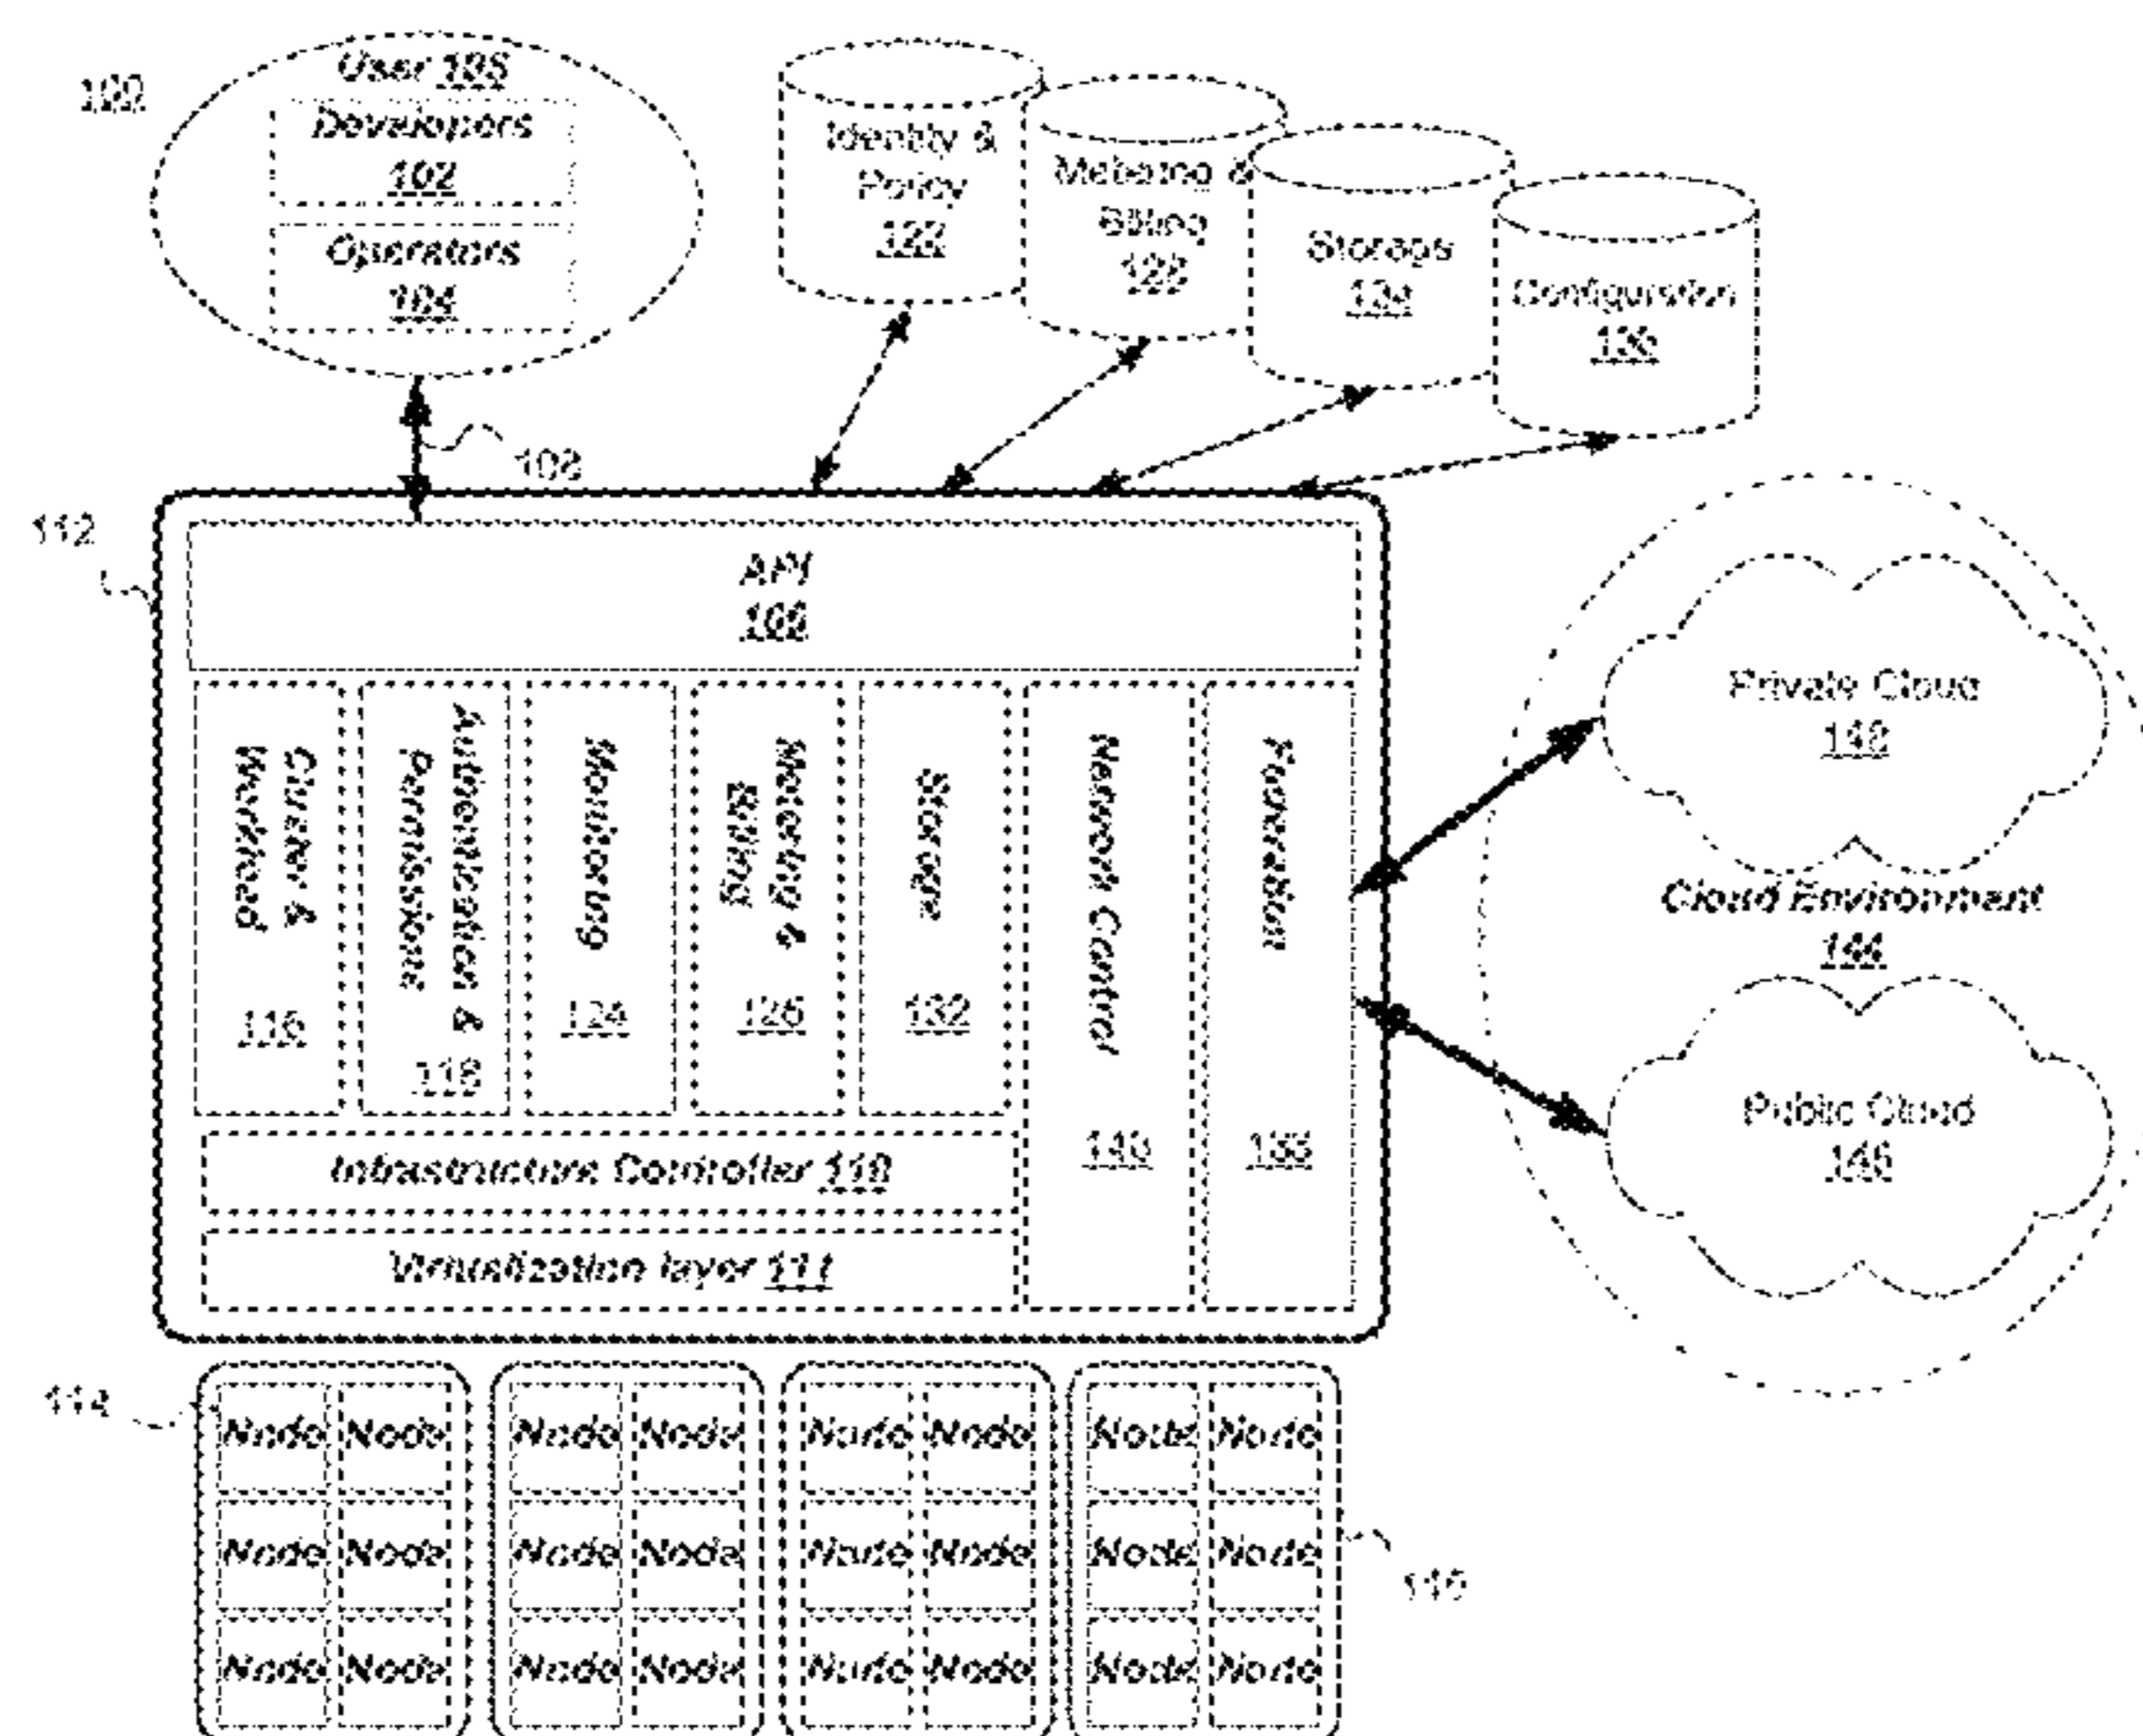 100
User
Developers
102
Operators
104
Identity &
Policy
122
Metering &
Billing
Storage
Configuration
112
API
Cluster &
Workload
Authentication &
Permissions
118
Monitoring
124
Metering &
Billing
126
Storage
132
Network Control
140
Federation
Private Cloud
Cloud Environment
144
Public Cloud
Infrastructure Controller 110
Virtualization layer 111
114
Node Node Node Node Node Node Node Node
Node Node Node Node Node Node Node Node
Node Node Node Node Node Node Node Node